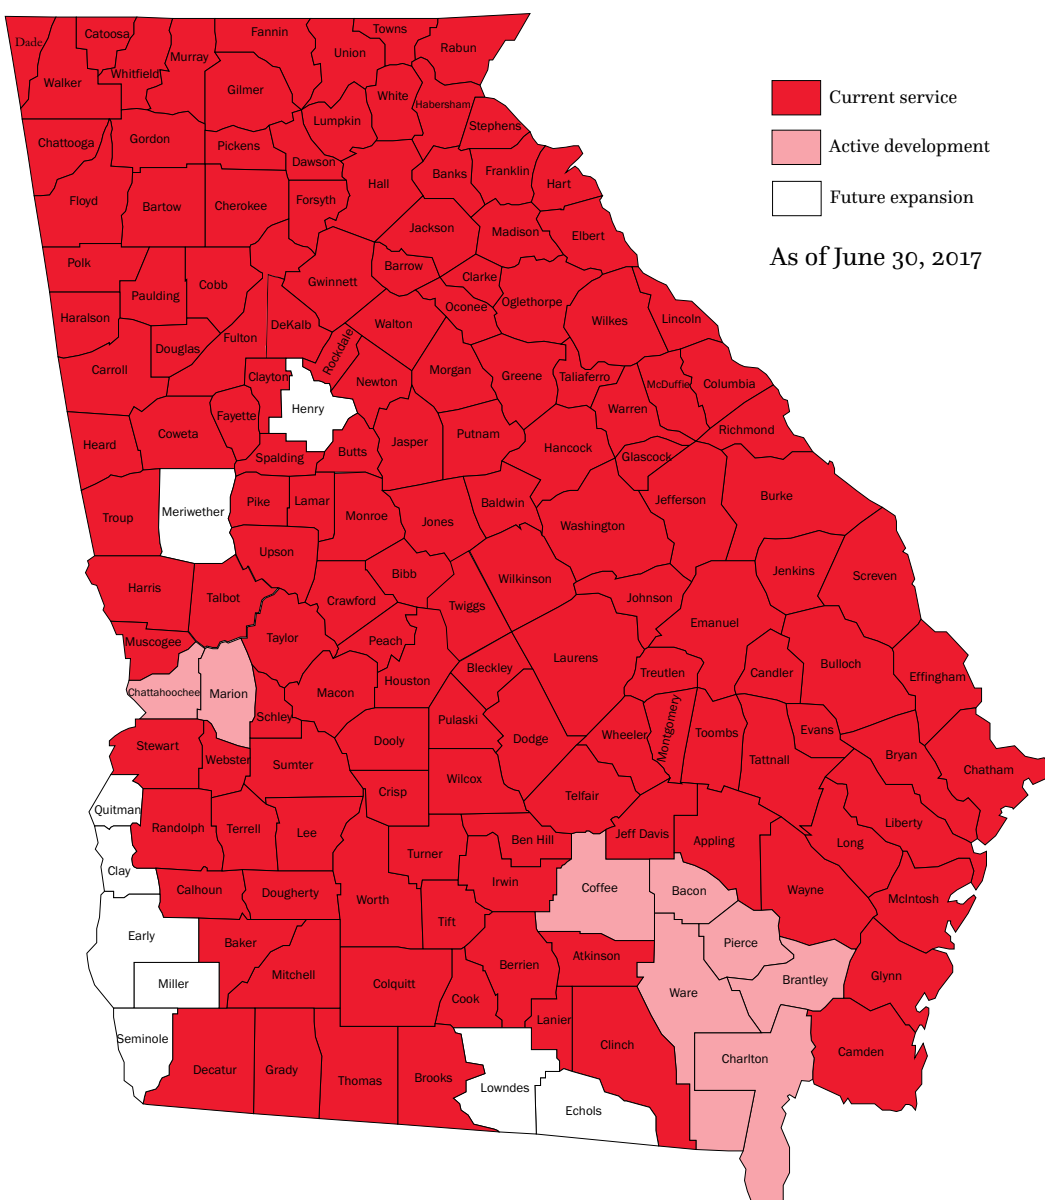 Dade
Catoosa
Fannin
Towns
Union
Rabun
Murray
Whitfield
Walker
Gilmer
White
Habersham
Lumpkin
Stephens
Chattooga
Gordon
Pickens
Dawson
Banks
Franklin
Hart
Hall
Floyd
Bartow
Cherokee
Forsyth
Jackson
Madison
Elbert
Polk
Paulding
Cobb
Gwinnett
Barrow
Clarke
Oconee
Oglethorpe
Wilkes
Lincoln
Haralson
Douglas
Fulton
DeKalb
Rockdale
Walton
Carroll
Clayton
Newton
Morgan
Greene
Taliaferro
McDuffie
Columbia
Henry
Fayette
Warren
Richmond
Heard
Coweta
Spalding
Butts
Jasper
Putnam
Hancock
Glascock
Troup
Meriwether
Pike
Lamar
Monroe
Jones
Baldwin
Washington
Jefferson
Burke
Upson
Harris
Talbot
Crawford
Bibb
Twiggs
Wilkinson
Johnson
Emanuel
Jenkins
Screven
Muscogee
Taylor
Peach
Houston
Bleckley
Laurens
Treutlen
Candler
Bulloch
Effingham
Chattahoochee
Marion
Schley
Macon
Pulaski
Dodge
Wheeler
Montgomery
Toombs
Tattnall
Evans
Bryan
Chatham
Stewart
Webster
Sumter
Dooly
Crisp
Wilcox
Telfair
Quitman
Randolph
Terrell
Lee
Turner
Ben Hill
Jeff Davis
Appling
Long
Liberty
Clay
Calhoun
Dougherty
Worth
Tift
Irwin
Coffee
Bacon
Wayne
McIntosh
Early
Baker
Mitchell
Miller
Colquitt
Cook
Berrien
Atkinson
Pierce
Ware
Brantley
Glynn
Seminole
Decatur
Grady
Thomas
Brooks
Lanier
Clinch
Lowndes
Echols
Charlton
Camden
Current service
Active development
Future expansion
As of June 30, 2017